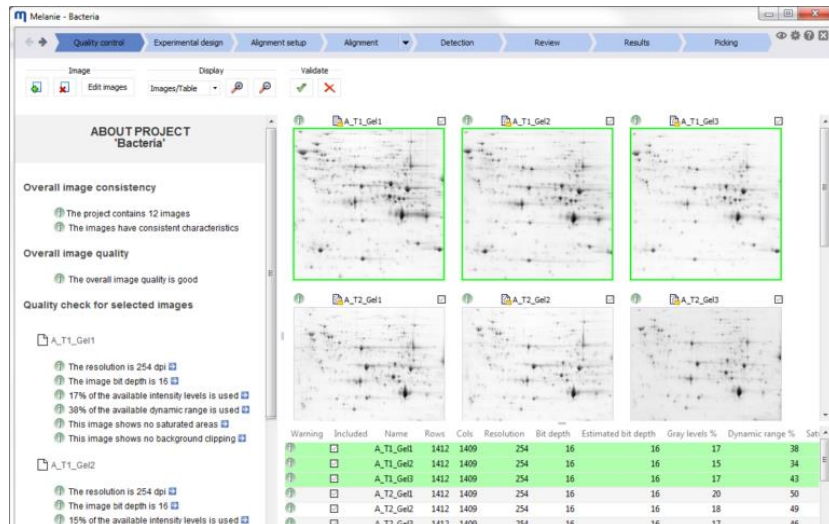 Melanie - Bacteria
Quality control
Experimental design
Alignment setup
Alignment
Detection
Review
Results
Picking
Image
Display
Validate
Edit images
Images/Table
ABOUT PROJECT
'Bacteria'
Overall image consistency
The project contains 12 images
The images have consistent characteristics
Overall image quality
The overall image quality is good
Quality check for selected images
A_T1_Gel1
The resolution is 254 dpi
The image bit depth is 16
17% of the available intensity levels is used
38% of the available dynamic range is used
This image shows no saturated areas
This image shows no background clipping
A_T1_Gel2
The resolution is 254 dpi
The image bit depth is 16
15% of the available intensity levels is used
A_T1_Gel1
A_T1_Gel2
A_T1_Gel3
A_T2_Gel1
A_T2_Gel2
A_T2_Gel3
Warning Included Name Rows Cols Resolution Bit depth Estimated bit depth Gray levels % Dynamic range % Sat
A_T1_Gel1 1412 1409 254 16 16 17 38
A_T1_Gel2 1412 1409 254 16 16 15 34
A_T1_Gel3 1412 1409 254 16 16 17 43
A_T2_Gel1 1412 1409 254 16 16 20 50
A_T2_Gel2 1412 1409 254 16 16 18 49
A_T2_Gel3 1412 1409 254 16 16 17 46